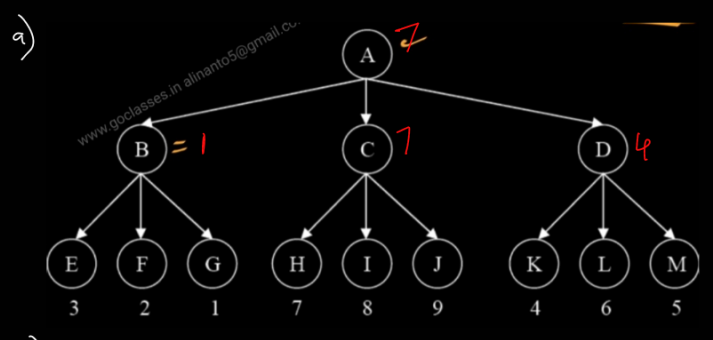 a)
A 7
www.goclasses.in alinanto5@gmail.co
B = 1 C 7 D 4
E F G H I J K L M
3 2 1 7 8 9 4 6 5